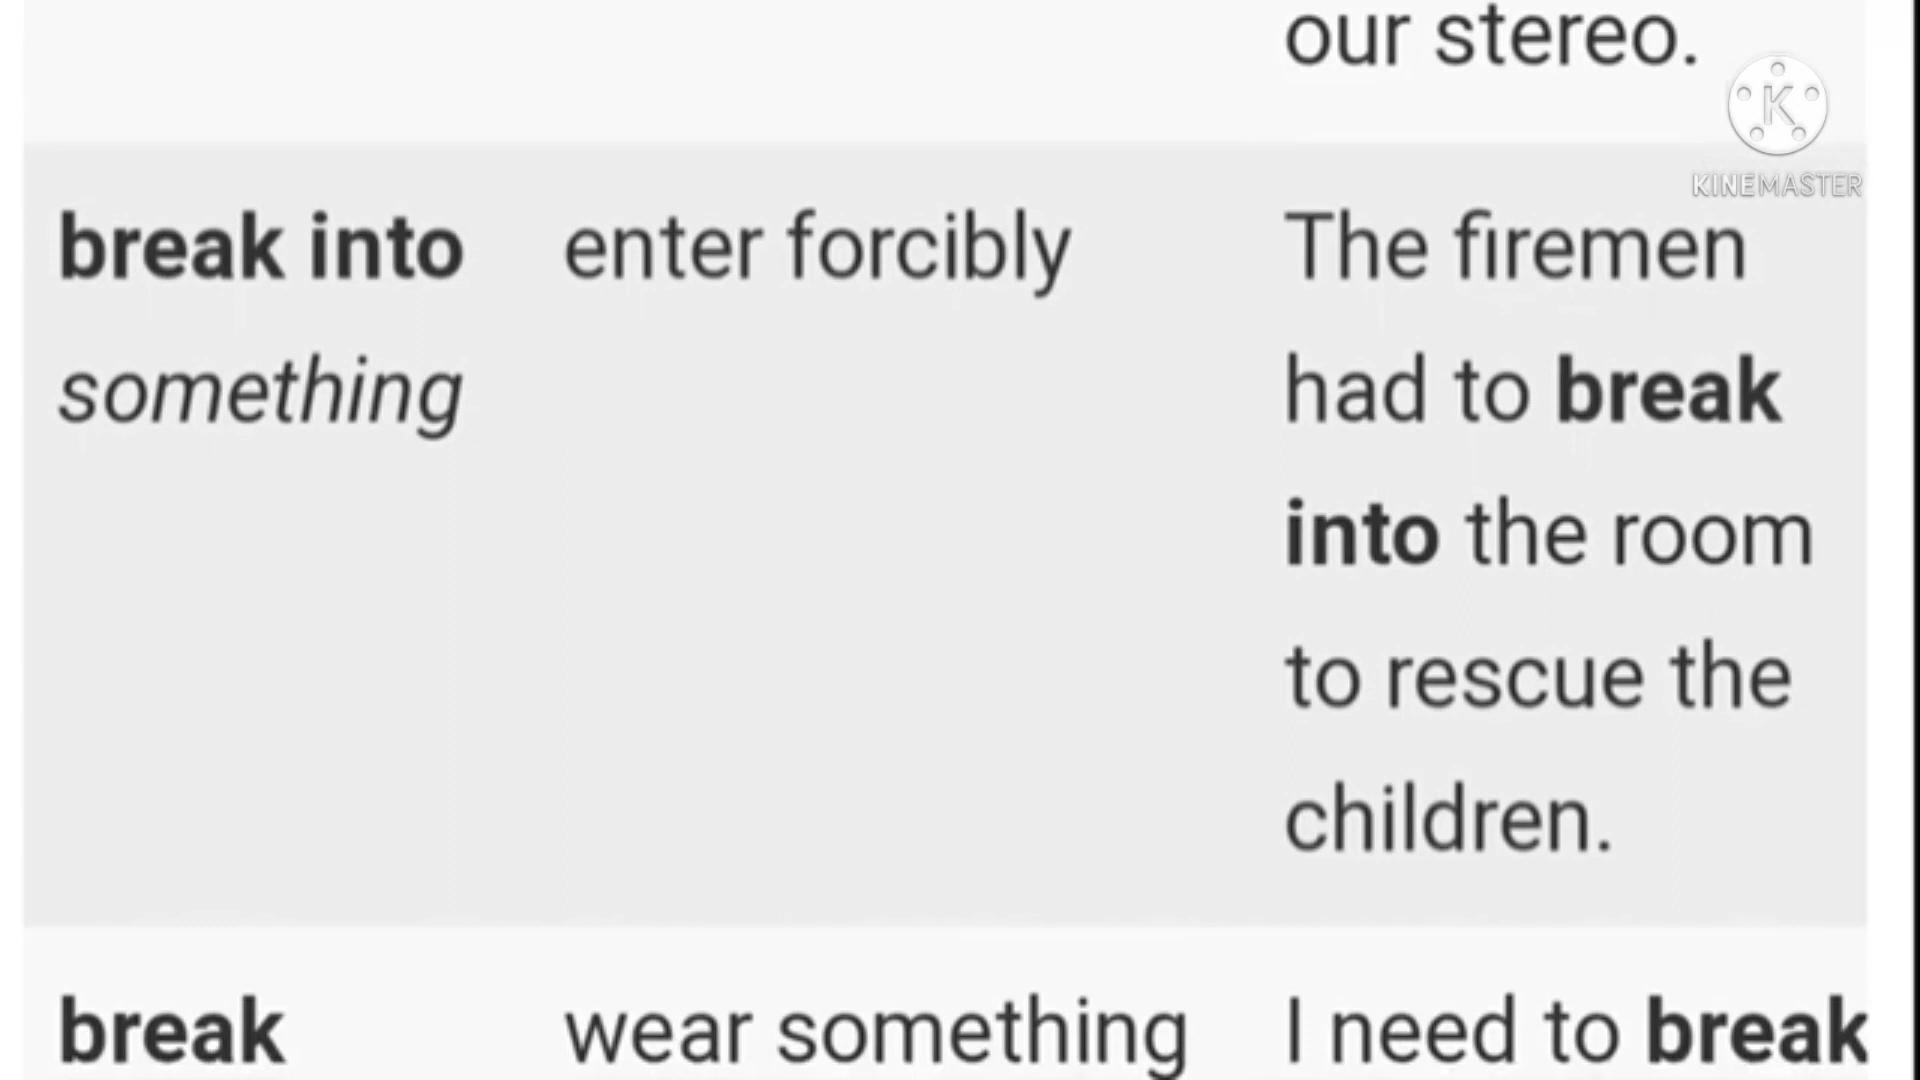 our stereo.
K
KINEMASTER
break into enter forcibly The firemen
something had to break
into the room
to rescue the
children.
break wear something I need to break